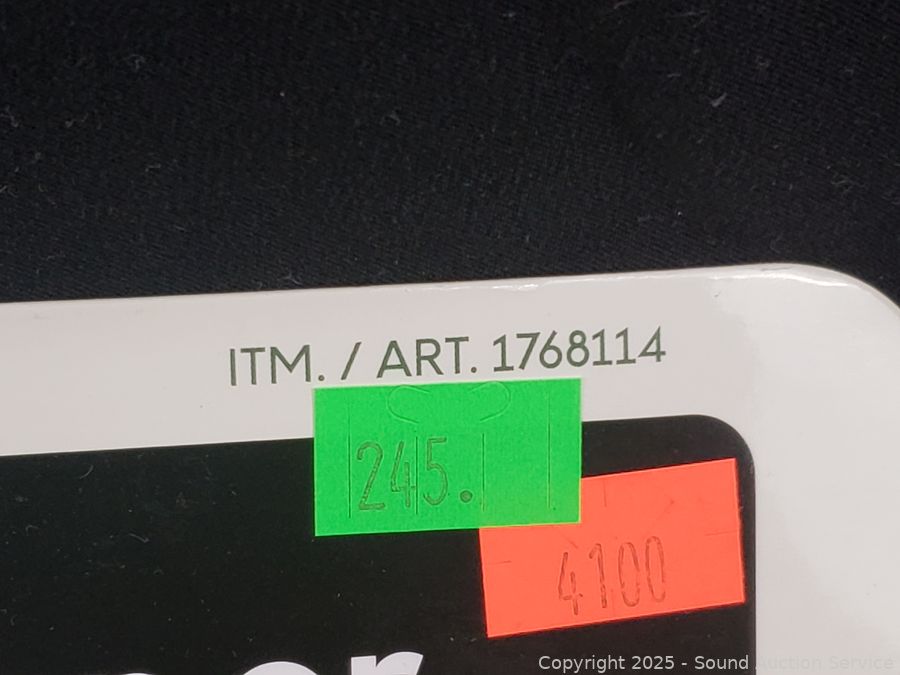 ITM. / ART. 1768114
245.
4100
Copyright 2025 - Sound Auction Service